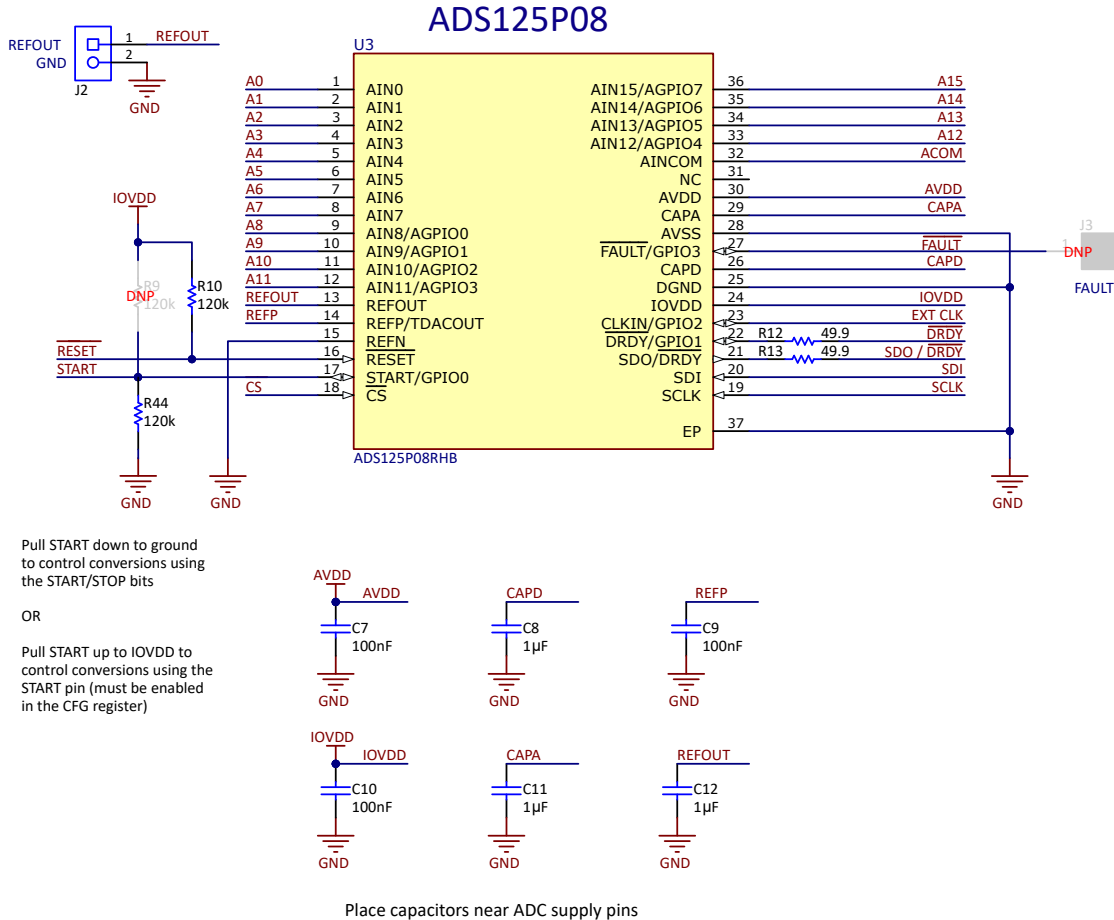 ADS125P08
REFOUT
GND
1
2
REFOUT
J2
GND
U3
A0 1 AIN0
A1 2 AIN1
A2 3 AIN2
A3 4 AIN3
A4 5 AIN4
A5 6 AIN5
A6 7 AIN6
A7 8 AIN7
A8 9 AIN8/AGPIO0
A9 10 AIN9/AGPIO1
A10 11 AIN10/AGPIO2
A11 12 AIN11/AGPIO3
REFOUT 13 REFOUT
REFP 14 REFP/TDACOUT
15 REFN
RESET 16 RESET
START 17 START/GPIO0
CS 18 CS
AIN15/AGPIO7 36 A15
AIN14/AGPIO6 35 A14
AIN13/AGPIO5 34 A13
AIN12/AGPIO4 33 A12
AINCOM 32 ACOM
NC 31
AVDD 30 AVDD
CAPA 29 CAPA
AVSS 28
FAULT/GPIO3 27 FAULT
CAPD 26 CAPD
DGND 25
IOVDD 24 IOVDD
CLKIN/GPIO2 23 EXT CLK
DRDY/GPIO1 22 R12 49.9 DRDY
SDO/DRDY 21 R13 49.9 SDO / DRDY
SDI 20 SDI
SCLK 19 SCLK
EP 37
ADS125P08RHB
IOVDD
R9
DNP
120k
R10
120k
R44
120k
GND
GND
J3
1
DNP
FAULT
GND
Pull START down to ground
to control conversions using
the START/STOP bits
OR
Pull START up to IOVDD to
control conversions using the
START pin (must be enabled
in the CFG register)
AVDD
AVDD
C7
100nF
GND
CAPD
C8
1µF
GND
REFP
C9
100nF
GND
IOVDD
IOVDD
C10
100nF
GND
CAPA
C11
1µF
GND
REFOUT
C12
1µF
GND
Place capacitors near ADC supply pins